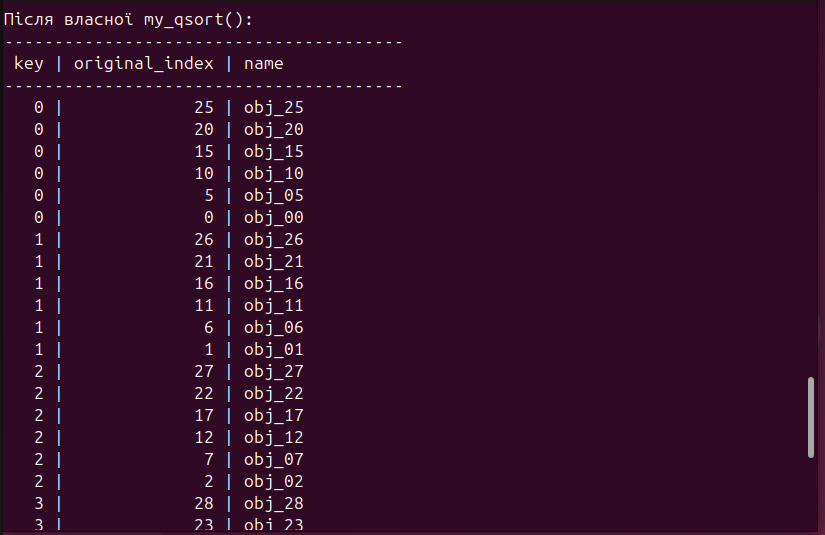 Після власної my_qsort():
----------------------------------------
 key | original_index | name
----------------------------------------
   0 |             25 | obj_25
   0 |             20 | obj_20
   0 |             15 | obj_15
   0 |             10 | obj_10
   0 |              5 | obj_05
   0 |              0 | obj_00
   1 |             26 | obj_26
   1 |             21 | obj_21
   1 |             16 | obj_16
   1 |             11 | obj_11
   1 |              6 | obj_06
   1 |              1 | obj_01
   2 |             27 | obj_27
   2 |             22 | obj_22
   2 |             17 | obj_17
   2 |             12 | obj_12
   2 |              7 | obj_07
   2 |              2 | obj_02
   3 |             28 | obj_28
   3 |             23 | obj_23